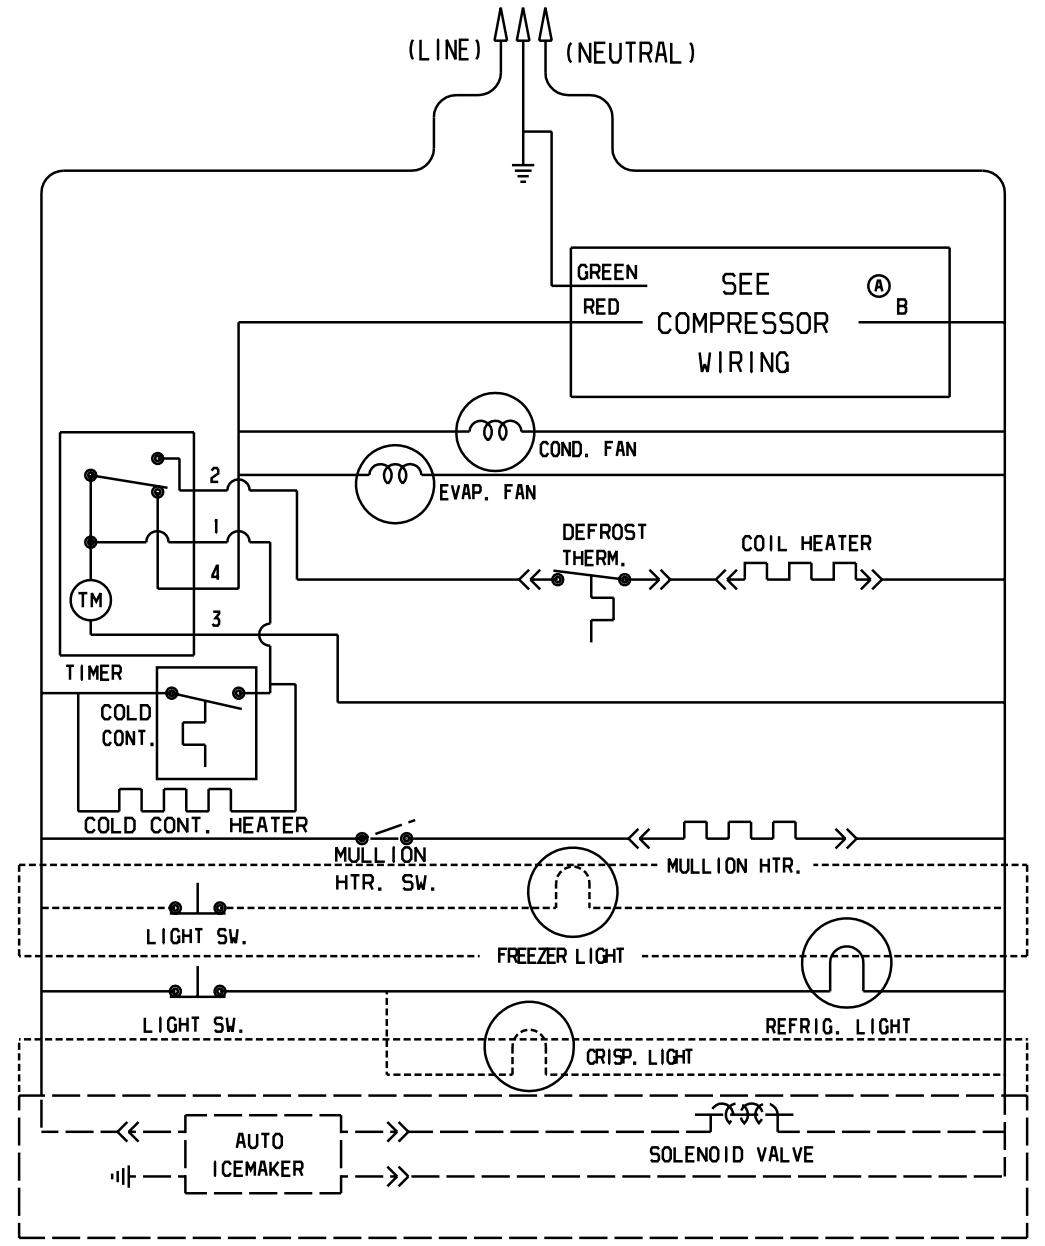 (LINE) (NEUTRAL)
GREEN
RED
SEE
COMPRESSOR
WIRING
A
B
COND. FAN
EVAP. FAN
2
1
4
3
TM
TIMER
DEFROST
THERM.
COIL HEATER
COLD
CONT.
COLD CONT. HEATER
MULLION
HTR. SW.
MULLION HTR.
LIGHT SW.
FREEZER LIGHT
LIGHT SW.
REFRIG. LIGHT
CRISP. LIGHT
AUTO
ICEMAKER
SOLENOID VALVE